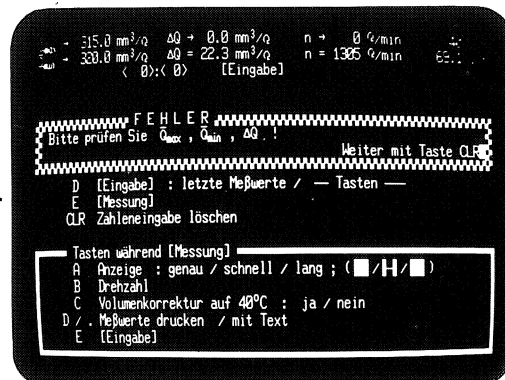 → 315.0 mm³/Q ΔQ → 0.0 mm³/Q n → 0 Q/min
→ 320.0 mm³/Q ΔQ = 22.3 mm³/Q n = 1305 Q/min
< 0>:< 0> [Eingabe]
FEHLER
Bitte prüfen Sie Q̄max , Q̄min , ΔQ !
Weiter mit Taste CLR
D [Eingabe] : letzte Meßwerte / — Tasten —
E [Messung]
CLR Zahleneingabe löschen
Tasten während [Messung]
A Anzeige : genau / schnell / lang ; ( / / )
B Drehzahl
C Volumenkorrektur auf 40°C : ja / nein
D / . Meßwerte drucken / mit Text
E [Eingabe]